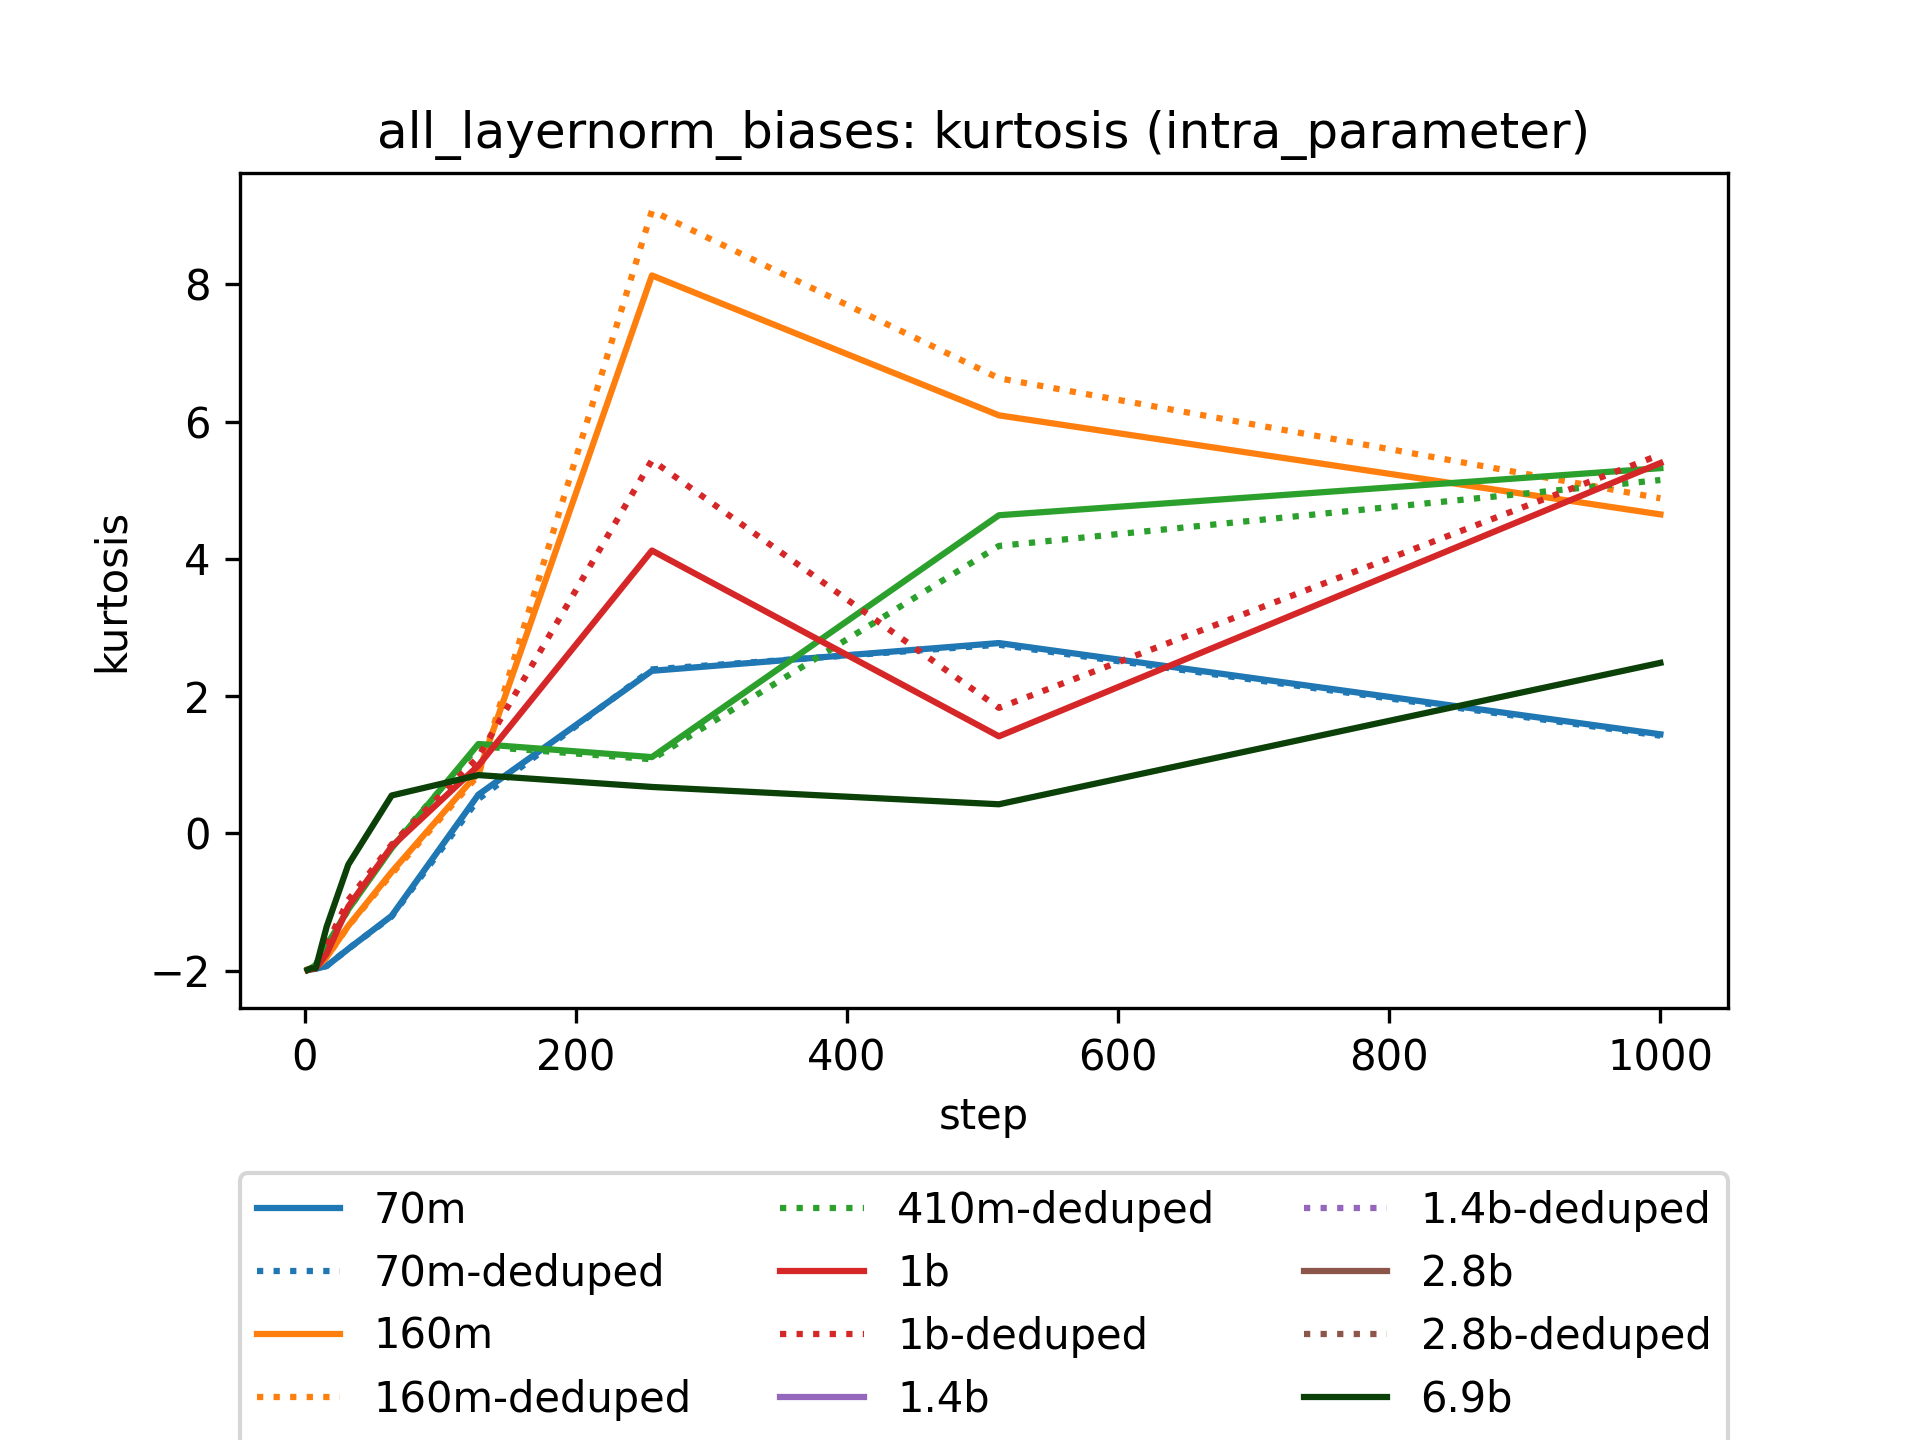 all_layernorm_biases: kurtosis (intra_parameter)
kurtosis
8
6
4
2
0
−2
0 200 400 600 800 1000
step
70m
70m-deduped
160m
160m-deduped
410m-deduped
1b
1b-deduped
1.4b
1.4b-deduped
2.8b
2.8b-deduped
6.9b